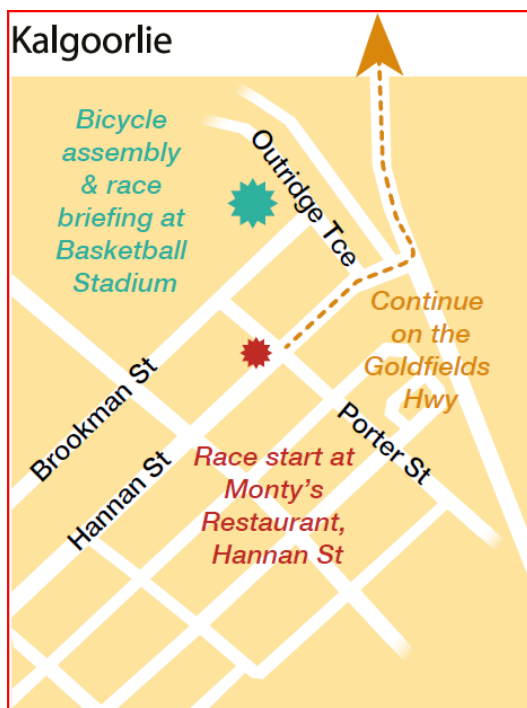 Kalgoorlie
Bicycle
assembly
& race
briefing at
Basketball
Stadium
Outridge Tce
Continue
on the
Goldfields
Hwy
Brookman St
Hannan St
Porter St
Race start at
Monty's
Restaurant,
Hannan St